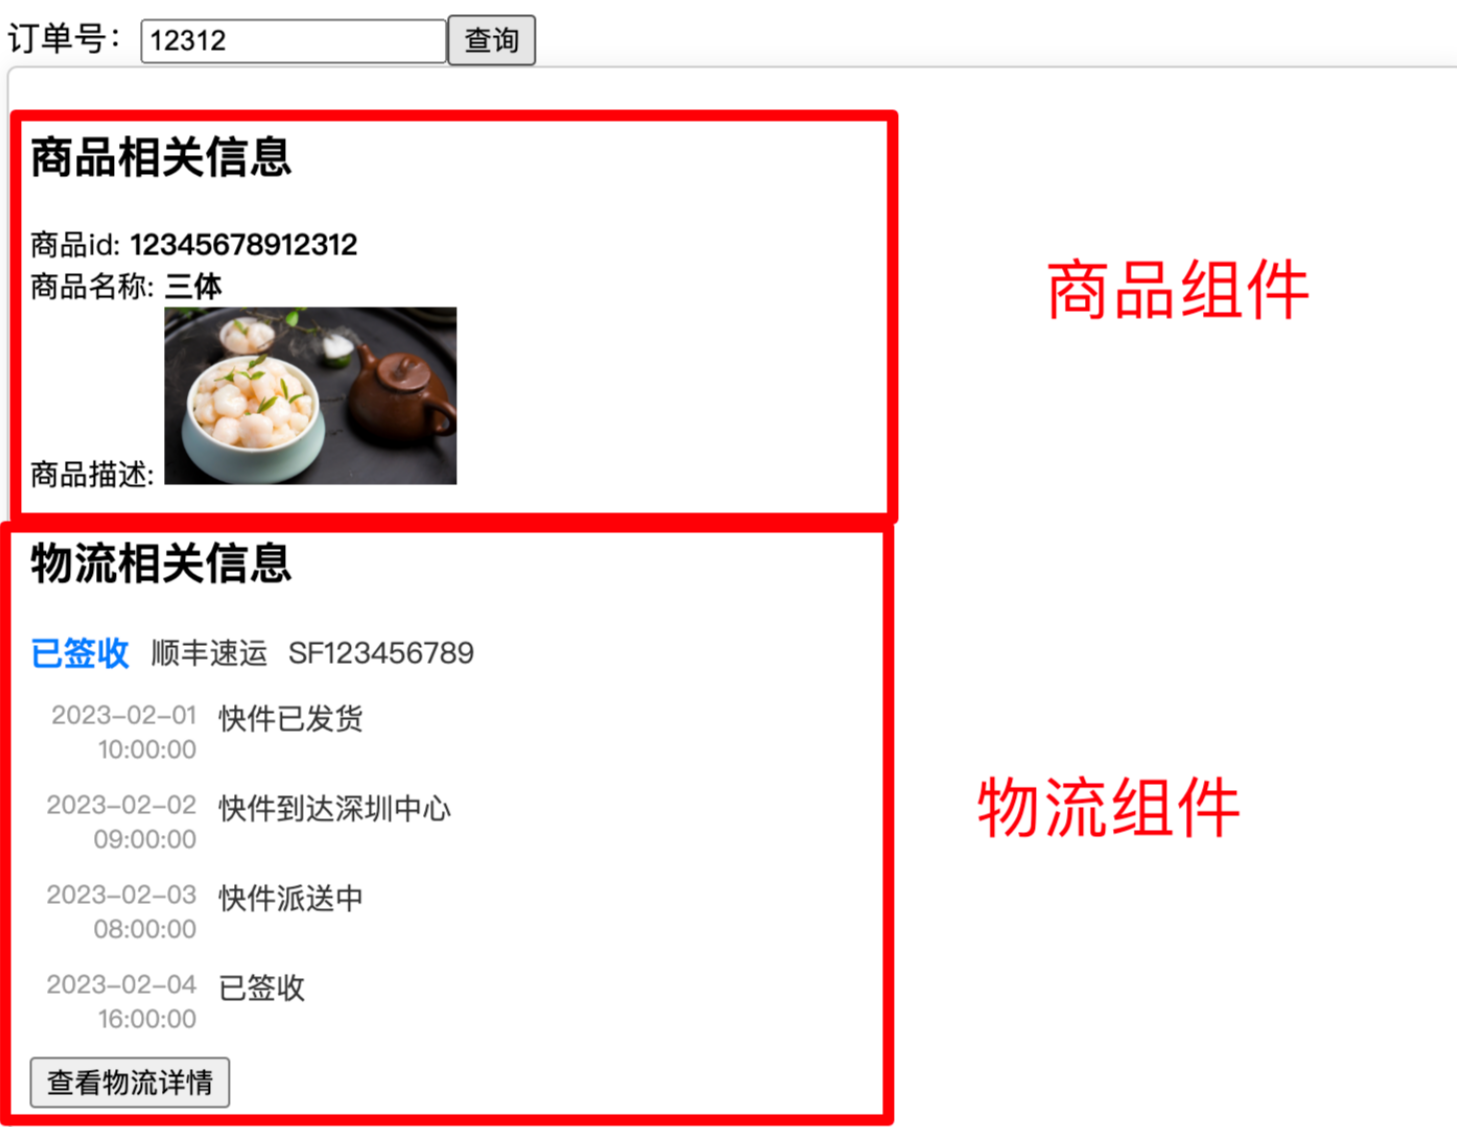 订单号： 12312 查询
商品相关信息
商品id: 12345678912312
商品名称: 三体
商品组件
商品描述:
物流相关信息
已签收 顺丰速运 SF123456789
2023-02-01 快件已发货
10:00:00
2023-02-02 快件到达深圳中心
09:00:00
物流组件
2023-02-03 快件派送中
08:00:00
2023-02-04 已签收
16:00:00
查看物流详情